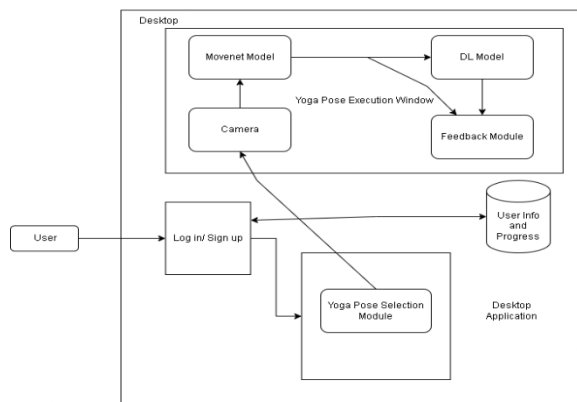 Desktop
Movenet Model
DL Model
Yoga Pose Execution Window
Camera
Feedback Module
User
Log in/ Sign up
User Info
and
Progress
Yoga Pose Selection
Module
Desktop
Application